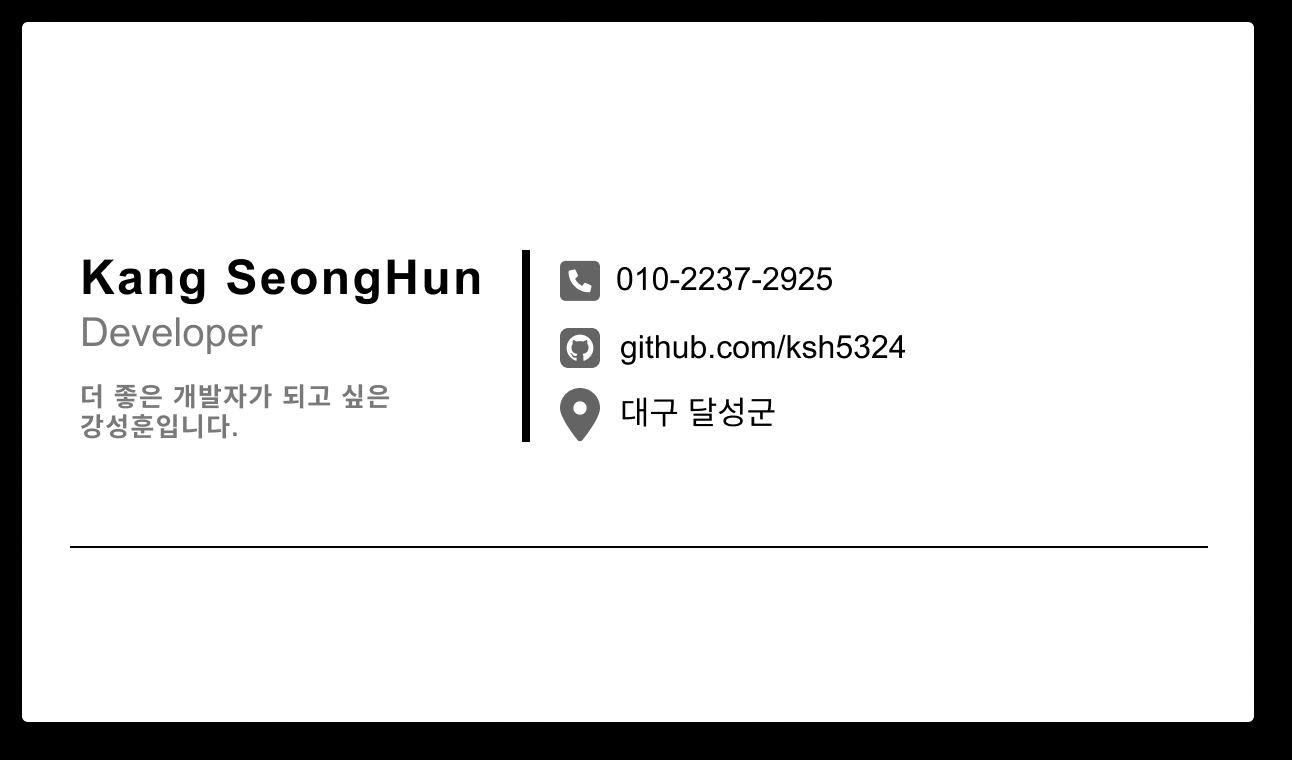 Kang SeongHun
Developer
더 좋은 개발자가 되고 싶은
강성훈입니다.
010-2237-2925
github.com/ksh5324
대구 달성군